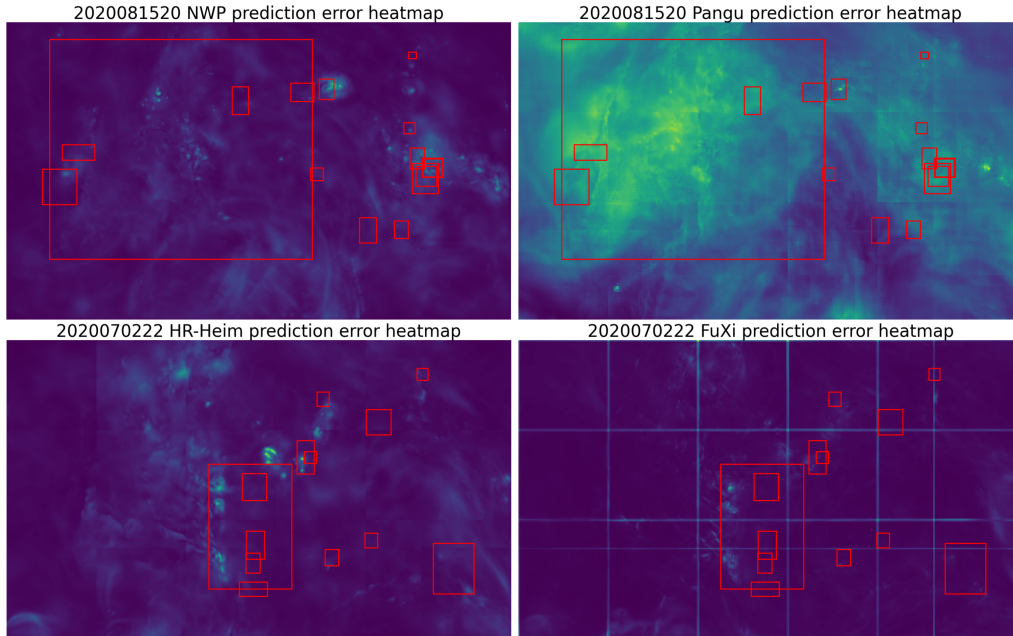 2020081520 NWP prediction error heatmap
2020081520 Pangu prediction error heatmap
2020070222 HR-Heim prediction error heatmap
2020070222 FuXi prediction error heatmap